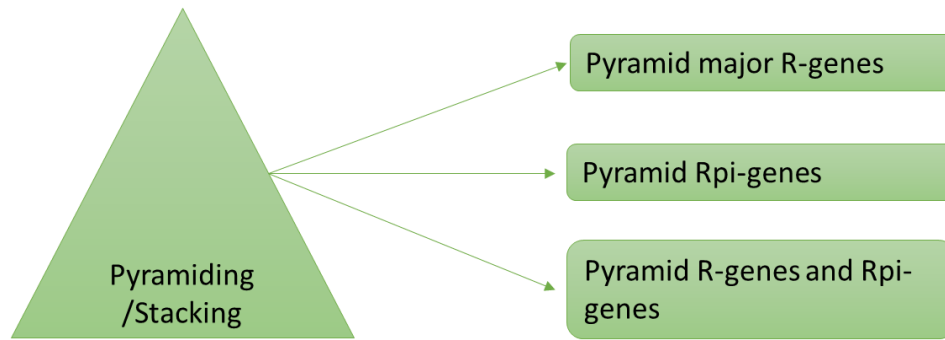 Pyramiding
/Stacking
Pyramid major R-genes
Pyramid Rpi-genes
Pyramid R-genes and Rpi-
genes